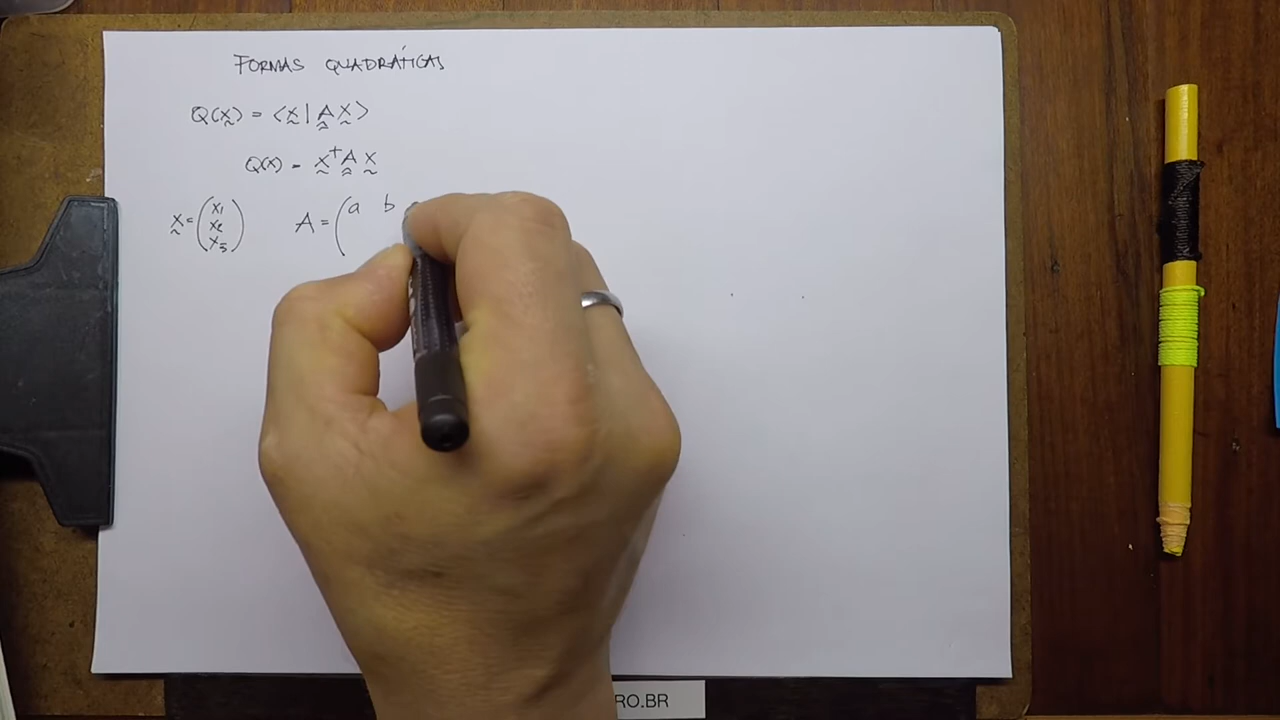 FORMAS QUADRÁTICAS
Q(x) = <x|A x>
Q(x) = x^+ A x
x = (x1 x2 x3) A = (a b
RO.BR